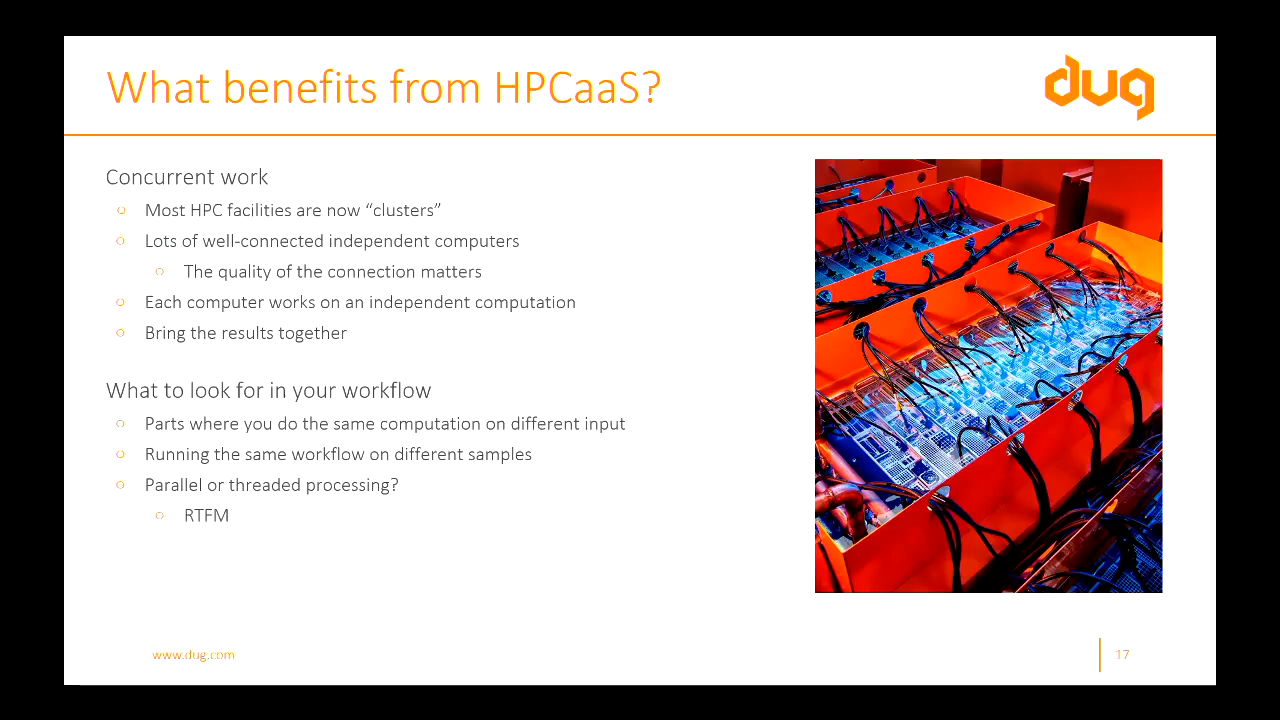 What benefits from HPCaaS?
dug
Concurrent work
Most HPC facilities are now “clusters”
Lots of well-connected independent computers
The quality of the connection matters
Each computer works on an independent computation
Bring the results together
What to look for in your workflow
Parts where you do the same computation on different input
Running the same workflow on different samples
Parallel or threaded processing?
RTFM
www.dug.com
17